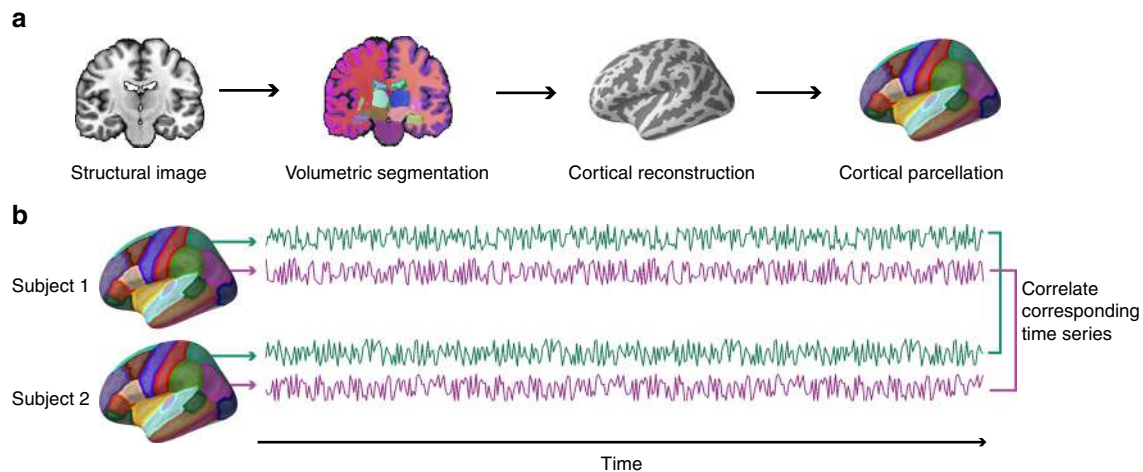 a
Structural image
Volumetric segmentation
Cortical reconstruction
Cortical parcellation
b
Subject 1
Subject 2
Correlate
corresponding
time series
Time